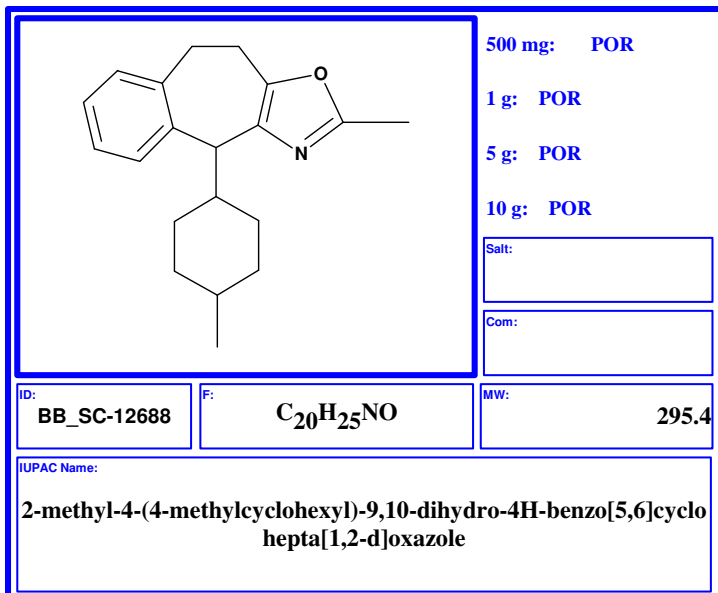 O
N
500 mg: POR
1 g: POR
5 g: POR
10 g: POR
Salt:
Com:
ID:
BB_SC-12688
F:
C20H25NO
MW:
295.4
IUPAC Name:
2-methyl-4-(4-methylcyclohexyl)-9,10-dihydro-4H-benzo[5,6]cyclo
hepta[1,2-d]oxazole